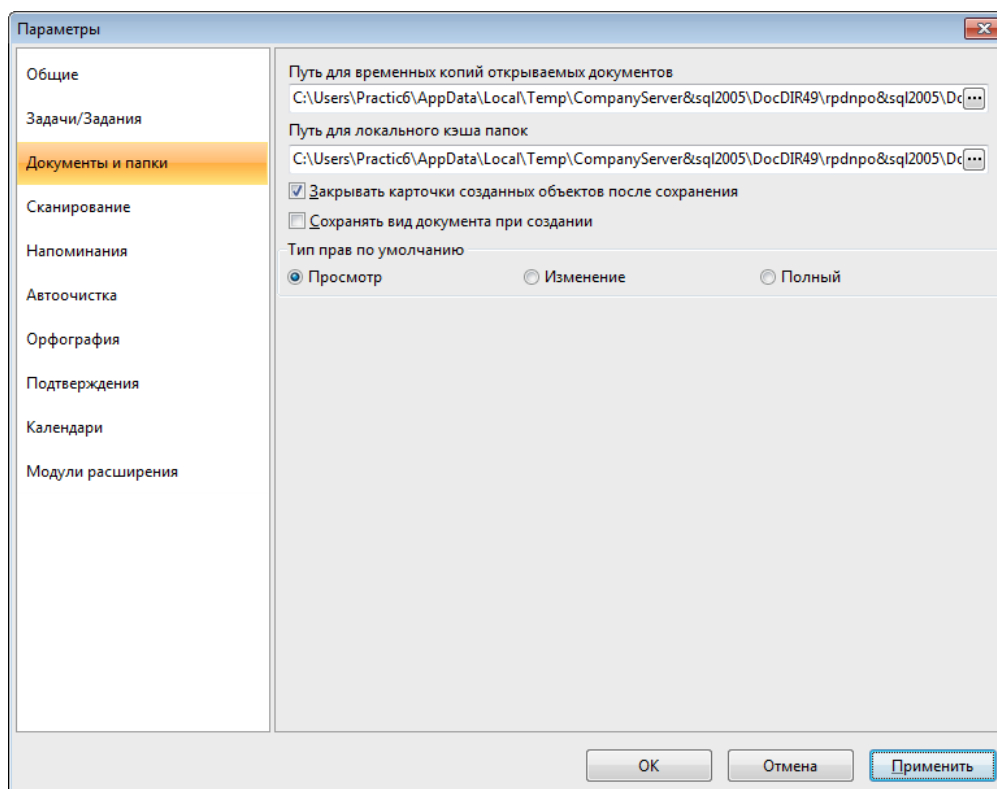 Параметры
Общие
Задачи/Задания
Документы и папки
Сканирование
Напоминания
Автоочистка
Орфография
Подтверждения
Календари
Модули расширения
Путь для временных копий открываемых документов
C:\Users\Practic6\AppData\Local\Temp\CompanyServer&sql2005\DocDIR49\rpdnpo&sql2005\Dc
Путь для локального кэша папок
C:\Users\Practic6\AppData\Local\Temp\CompanyServer&sql2005\DocDIR49\rpdnpo&sql2005\Dc
Закрывать карточки созданных объектов после сохранения
Сохранять вид документа при создании
Тип прав по умолчанию
Просмотр Изменение Полный
ОК Отмена Применить